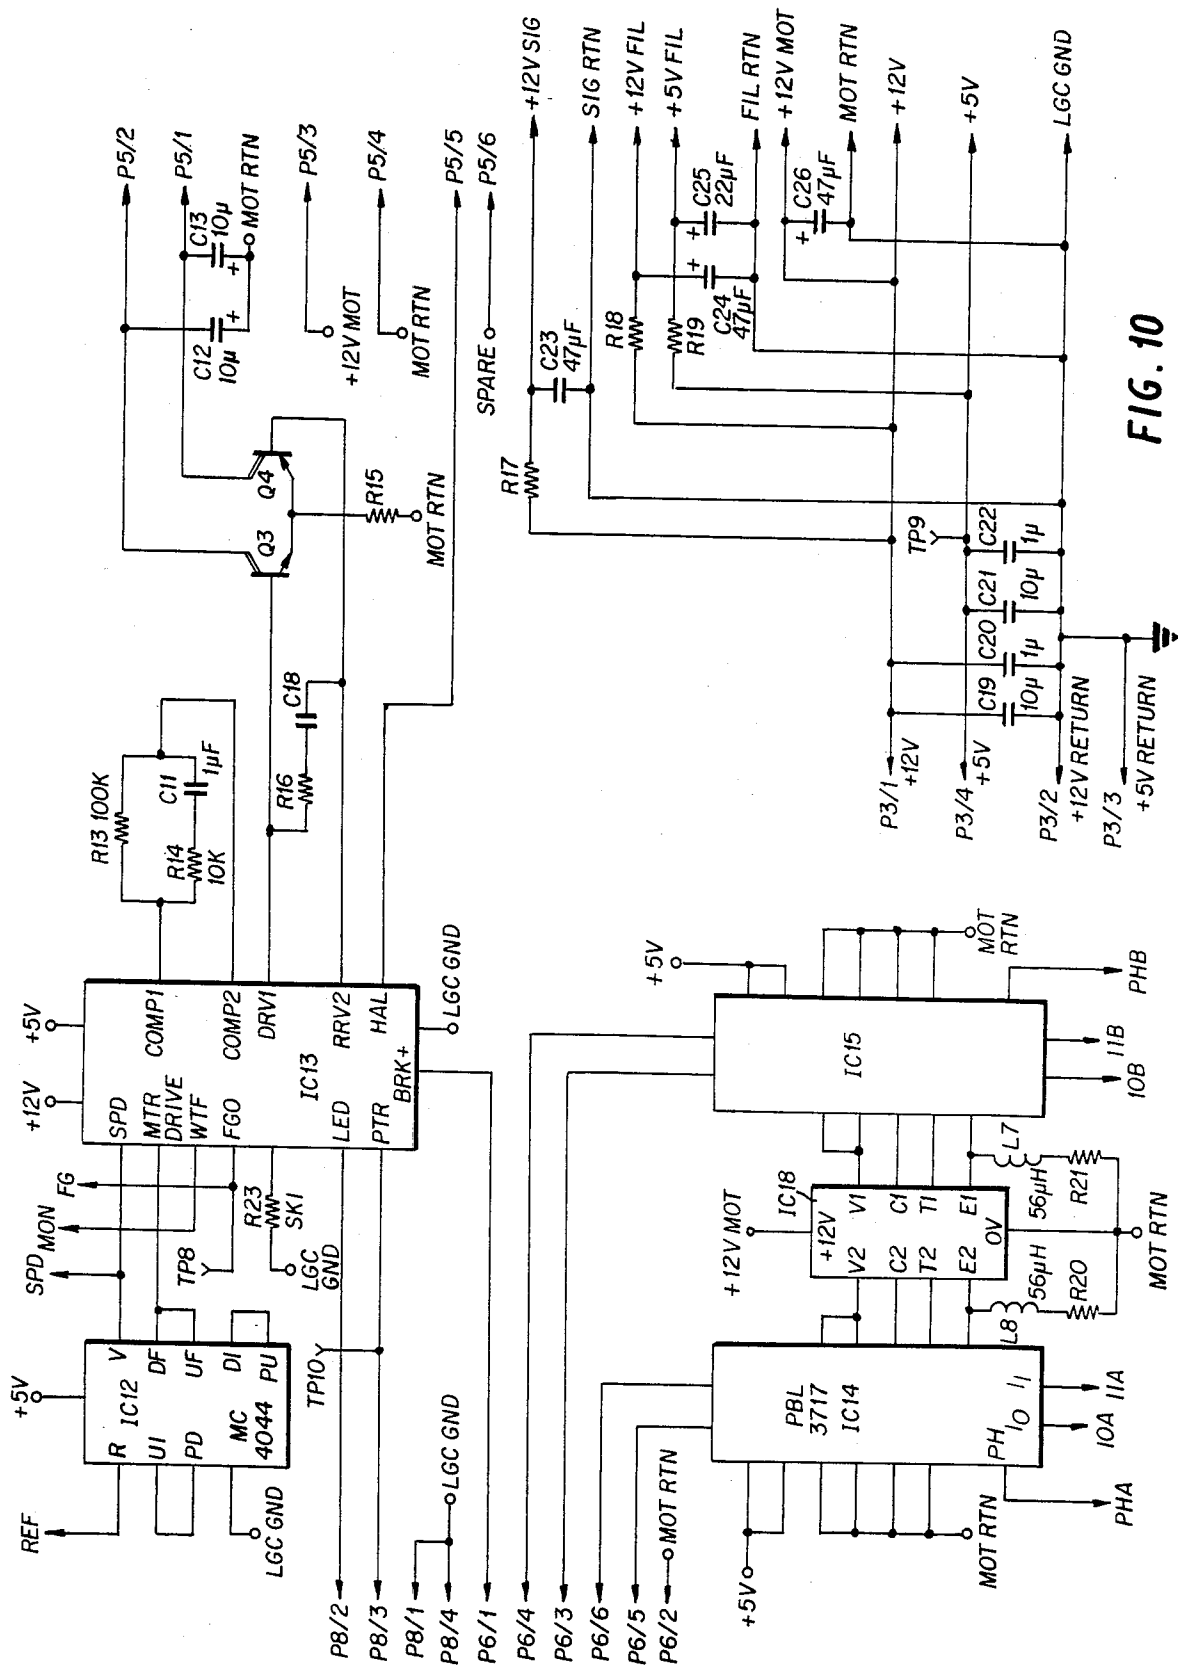 REF
SPD
MON
FG
+5V
R
V
IC12
UI
DF
PD
UF
DI
MC
4044
PU
LGC GND
TP8
R23
SK1
LGC
GND
TP10
+12V
+5V
SPD
COMP1
MTR
DRIVE
WTF
FGO
COMP2
DRV1
IC13
LED
RRV2
PTR
HAL
BRK+
LGC GND
R13 100K
R14
10K
C11
1µF
R16
C18
Q3
Q4
R15
MOT RTN
C12
10µ
+
C13
10µ
+
MOT RTN
P5/2
P5/1
+12V MOT
P5/3
MOT RTN
P5/4
P5/5
SPARE
P5/6
P8/2
P8/3
P8/1
P8/4
LGC GND
P6/1
P6/4
P6/3
P6/6
P6/5
P6/2
MOT RTN
+5V
PBL
3717
IC14
PH
I0
I1
MOT RTN
PHA
10A
11A
+12V MOT
IC18
+12V
V2
V1
C2
C1
T2
T1
E2
E1
0V
L8
56µH
R20
L7
56µH
R21
MOT RTN
+5V
IC15
MOT
RTN
10B
11B
PHB
R17
C23
47µF
+12V SIG
SIG RTN
R18
+12V FIL
R19
+5V FIL
C24
47µF
+
C25
22µF
+
FIL RTN
+12V MOT
C26
47µF
+
MOT RTN
+12V
+5V
LGC GND
TP9
P3/1
+12V
P3/4
+5V
P3/2
+12V RETURN
P3/3
+5V RETURN
C19
10µ
C20
1µ
C21
10µ
C22
1µ
FIG. 10